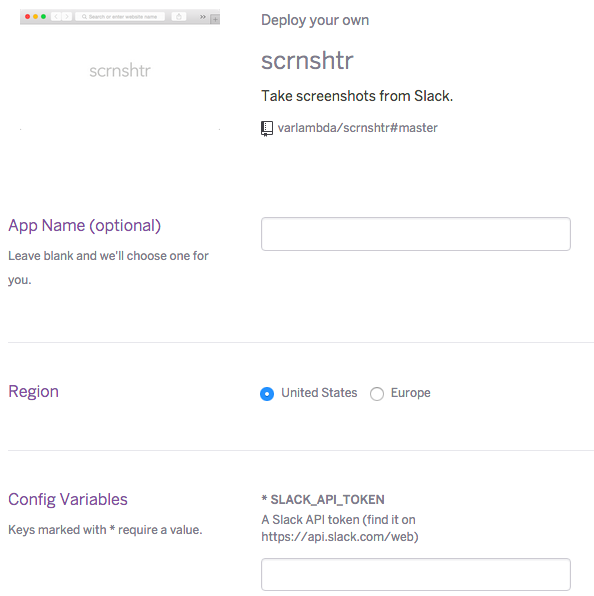 Search or enter website name
scrnshtr
Deploy your own
scrnshtr
Take screenshots from Slack.
varlambda/scrnshtr#master
App Name (optional)
Leave blank and we'll choose one for
you.
Region
United States
Europe
Config Variables
Keys marked with * require a value.
* SLACK_API_TOKEN
A Slack API token (find it on
https://api.slack.com/web)